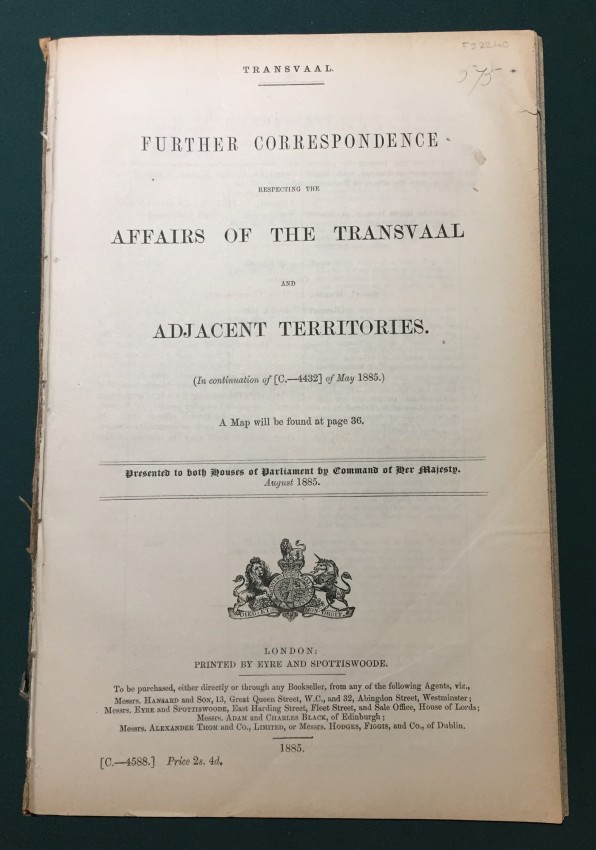 TRANSVAAL.
FURTHER CORRESPONDENCE
RESPECTING THE
AFFAIRS OF THE TRANSVAAL
AND
ADJACENT TERRITORIES.
(In continuation of [C.—4432] of May 1885.)
A Map will be found at page 36.
Presented to both Houses of Parliament by Command of Her Majesty.
August 1885.
DIEU ET MON DROIT
LONDON:
PRINTED BY EYRE AND SPOTTISWOODE.
To be purchased, either directly or through any Bookseller, from any of the following Agents, viz.,
Messrs. HANSARD and SON, 13, Great Queen Street, W.C., and 32, Abingdon Street, Westminster;
Messrs. EYRE and SPOTTISWOODE, East Harding Street, Fleet Street, and Sale Office, House of Lords;
Messrs. ADAM and CHARLES BLACK, of Edinburgh;
Messrs. ALEXANDER THOM and Co., LIMITED, or Messrs. HODGES, FIGGIS, and Co., of Dublin.
1885.
[C.—4588.] Price 2s. 4d.